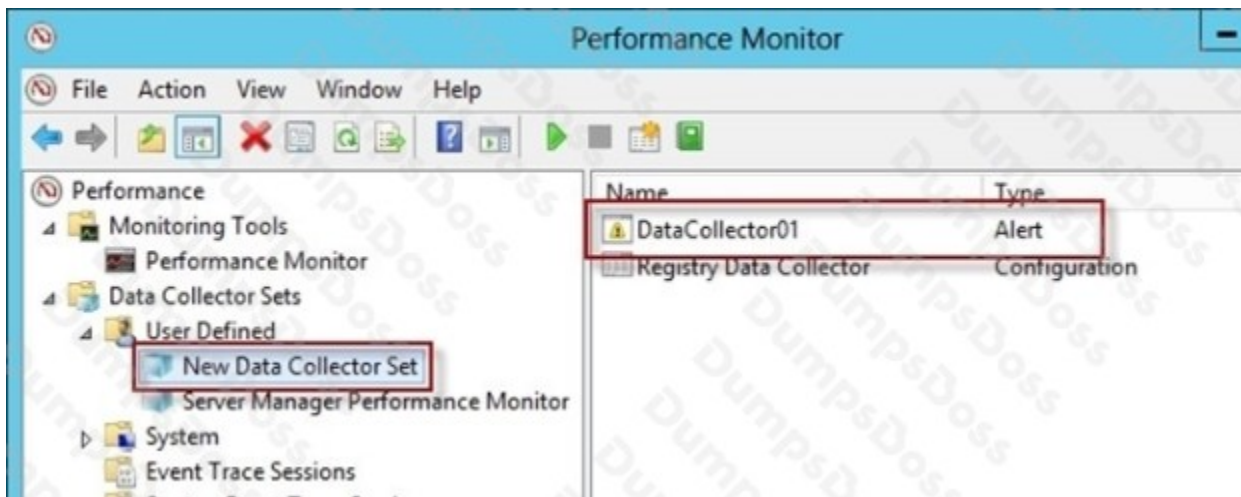 Performance Monitor
File Action View Window Help
Performance
Monitoring Tools
Performance Monitor
Data Collector Sets
User Defined
New Data Collector Set
Server Manager Performance Monitor
System
Event Trace Sessions
Name Type
DataCollector01 Alert
Registry Data Collector Configuration
DumpsDoss